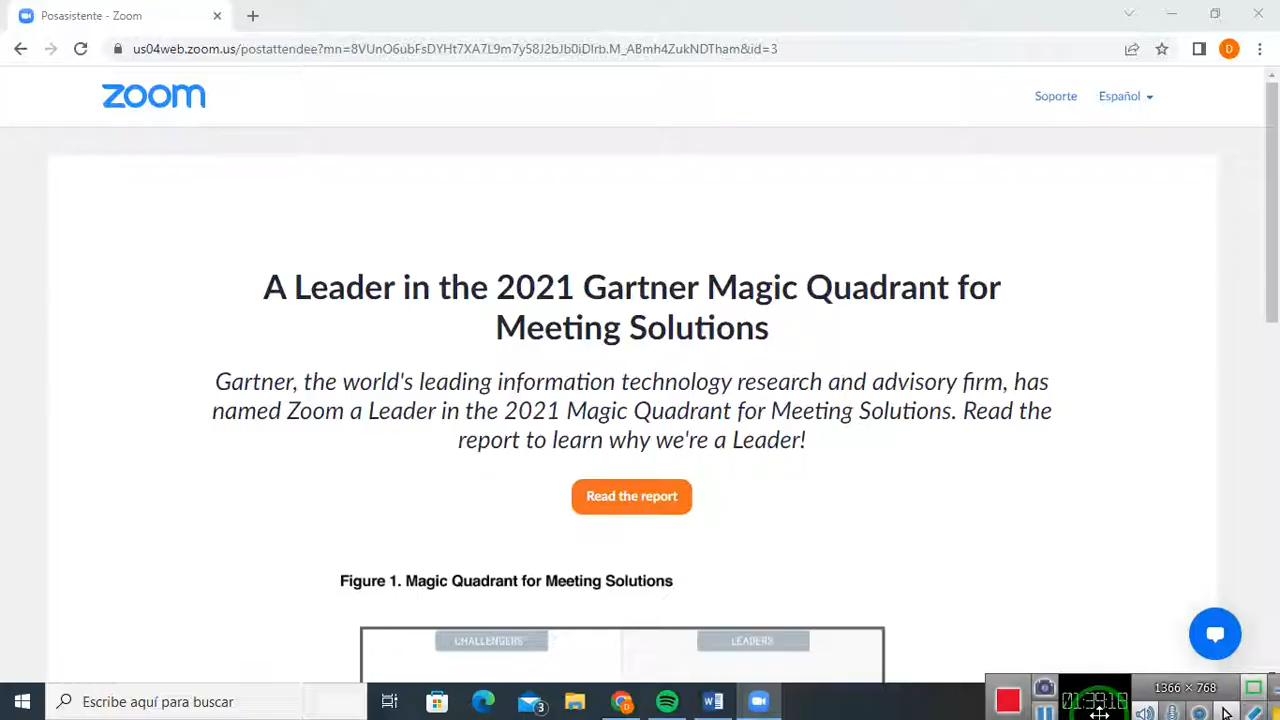 Posasistente - Zoom
us04web.zoom.us/postattendee?mn=8VUnO6ubFsDYHt7XA7L9m7y58J2bJb0iDIrb.M_ABmh4ZukNDTham&id=3
D
zoom
Soporte
Español
A Leader in the 2021 Gartner Magic Quadrant for
Meeting Solutions
Gartner, the world's leading information technology research and advisory firm, has
named Zoom a Leader in the 2021 Magic Quadrant for Meeting Solutions. Read the
report to learn why we're a Leader!
Read the report
Figure 1. Magic Quadrant for Meeting Solutions
CHALLENGERS
LEADERS
Escribe aquí para buscar
3
D
W
1366 × 768